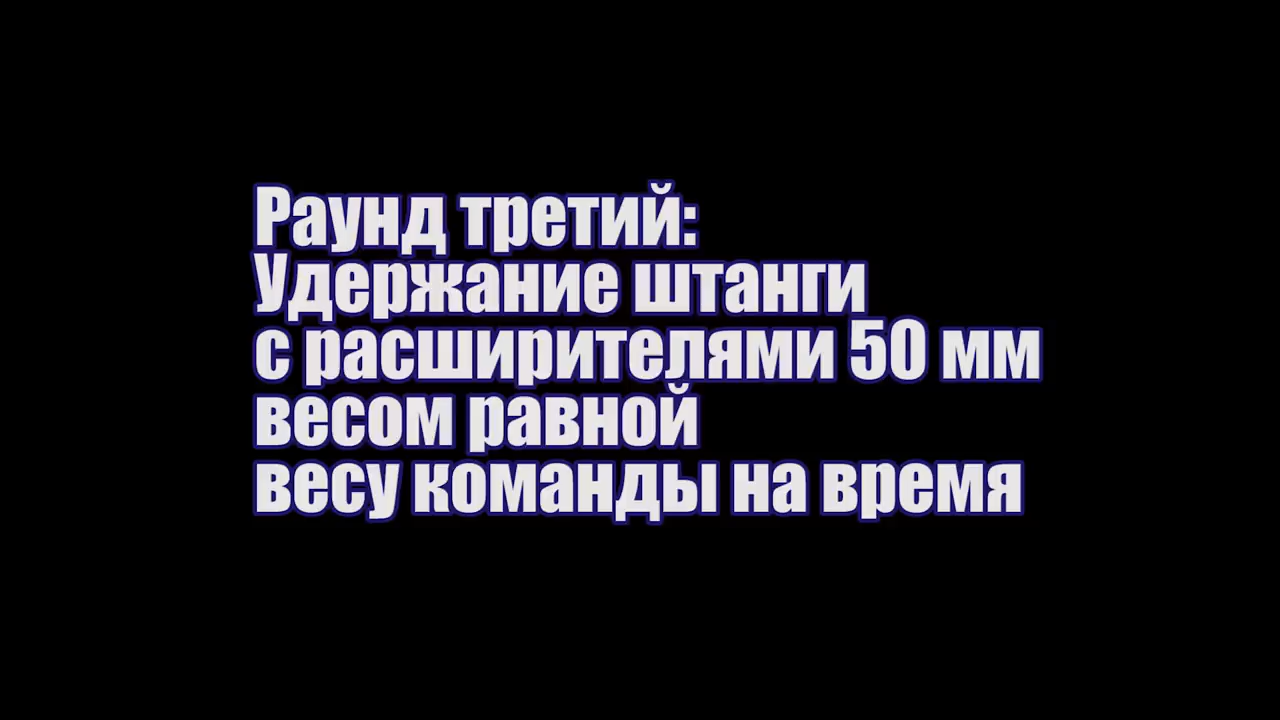 Раунд третий:
Удержание штанги
с расширителями 50 мм
весом равной
весу команды на время